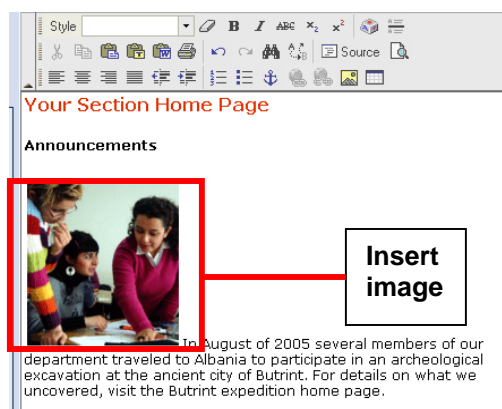 Style
B I ABC ×₂ x²
Source
Your Section Home Page
Announcements
Insert
image
In August of 2005 several members of our
department traveled to Albania to participate in an archeological
excavation at the ancient city of Butrint. For details on what we
uncovered, visit the Butrint expedition home page.